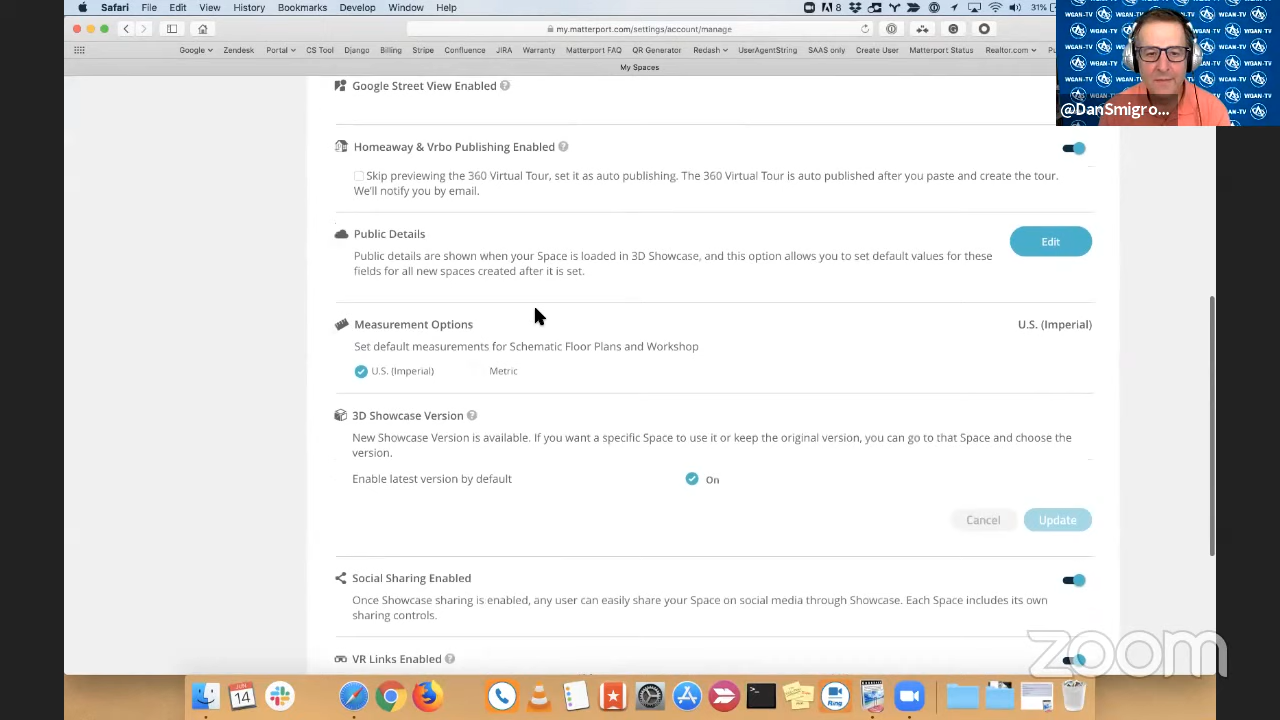 Safari File Edit View History Bookmarks Develop Window Help
8
31%
my.matterport.com/settings/account/manage
Google Zendesk Portal CS Tool Django Billing Stripe Confluence JIRA Warranty Matterport FAQ QR Generator Redash UserAgentString SAAS only Create User Matterport Status Realtor.com
My Spaces
WGAN-TV
@DanSmigro...
Google Street View Enabled ?
Homeaway & Vrbo Publishing Enabled ?
Skip previewing the 360 Virtual Tour, set it as auto publishing. The 360 Virtual Tour is auto published after you paste and create the tour.
We'll notify you by email.
Public Details
Edit
Public details are shown when your Space is loaded in 3D Showcase, and this option allows you to set default values for these
fields for all new spaces created after it is set.
Measurement Options
U.S. (Imperial)
Set default measurements for Schematic Floor Plans and Workshop
U.S. (Imperial) Metric
3D Showcase Version ?
New Showcase Version is available. If you want a specific Space to use it or keep the original version, you can go to that Space and choose the
version.
Enable latest version by default On
Cancel Update
Social Sharing Enabled
Once Showcase sharing is enabled, any user can easily share your Space on social media through Showcase. Each Space includes its own
sharing controls.
VR Links Enabled ?
zoom
14
Ring